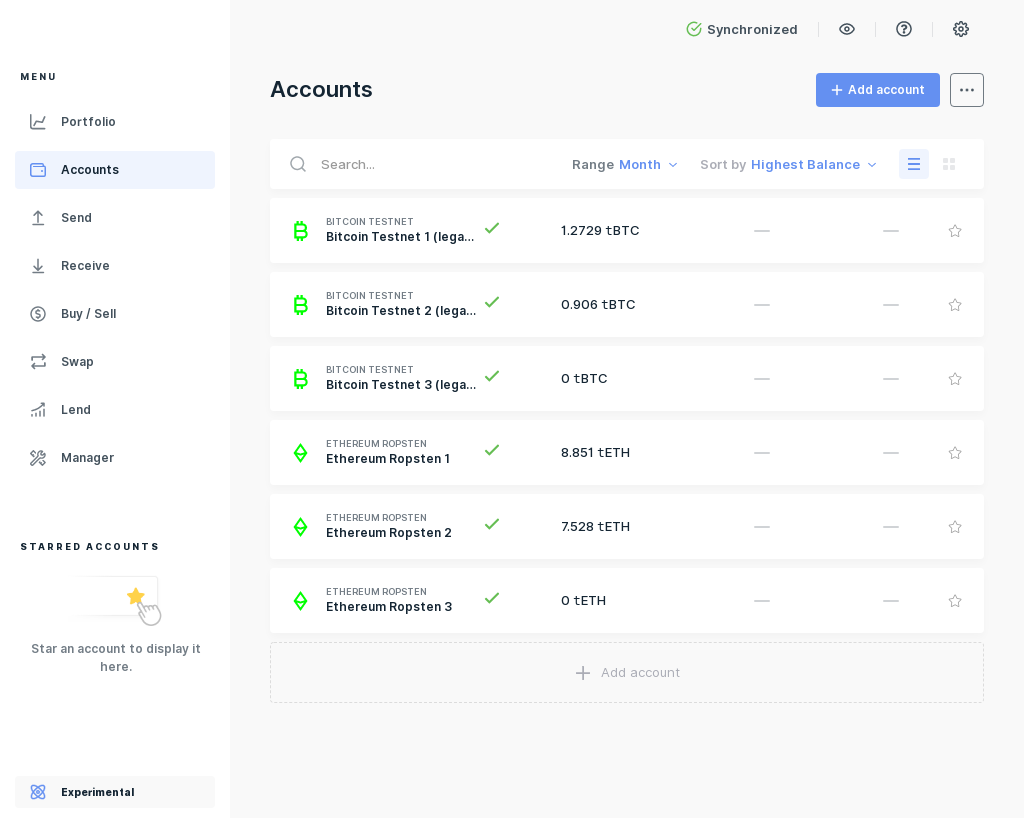 Synchronized
MENU
Portfolio
Accounts
Send
Receive
Buy / Sell
Swap
Lend
Manager
STARRED ACCOUNTS
Star an account to display it
here.
Experimental
Accounts
Add account
Search...
Range Month
Sort by Highest Balance
BITCOIN TESTNET
Bitcoin Testnet 1 (lega...
1.2729 tBTC
BITCOIN TESTNET
Bitcoin Testnet 2 (lega...
0.906 tBTC
BITCOIN TESTNET
Bitcoin Testnet 3 (lega...
0 tBTC
ETHEREUM ROPSTEN
Ethereum Ropsten 1
8.851 tETH
ETHEREUM ROPSTEN
Ethereum Ropsten 2
7.528 tETH
ETHEREUM ROPSTEN
Ethereum Ropsten 3
0 tETH
Add account